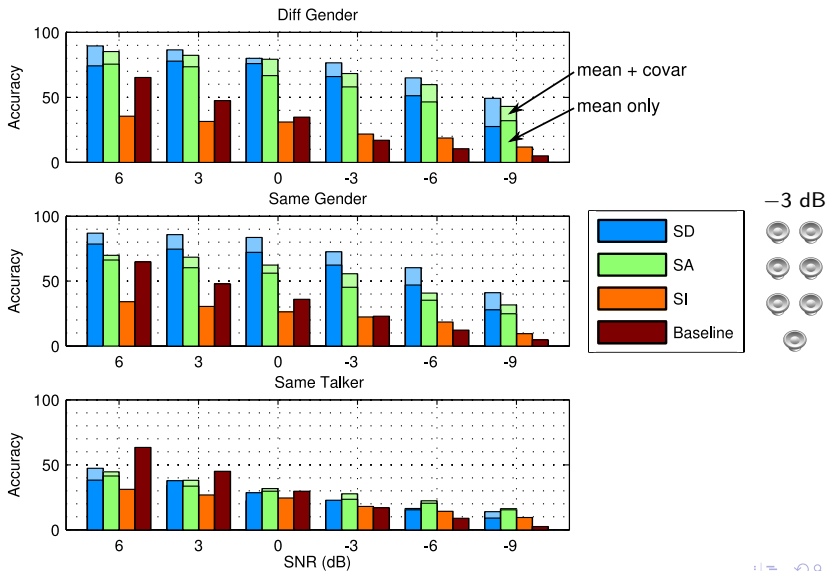 Diff Gender
100
50
0
Accuracy
6 3 0 -3 -6 -9
mean + covar
mean only
Same Gender
100
50
0
Accuracy
6 3 0 -3 -6 -9
−3 dB
SD
SA
SI
Baseline
Same Talker
100
50
0
Accuracy
6 3 0 -3 -6 -9
SNR (dB)